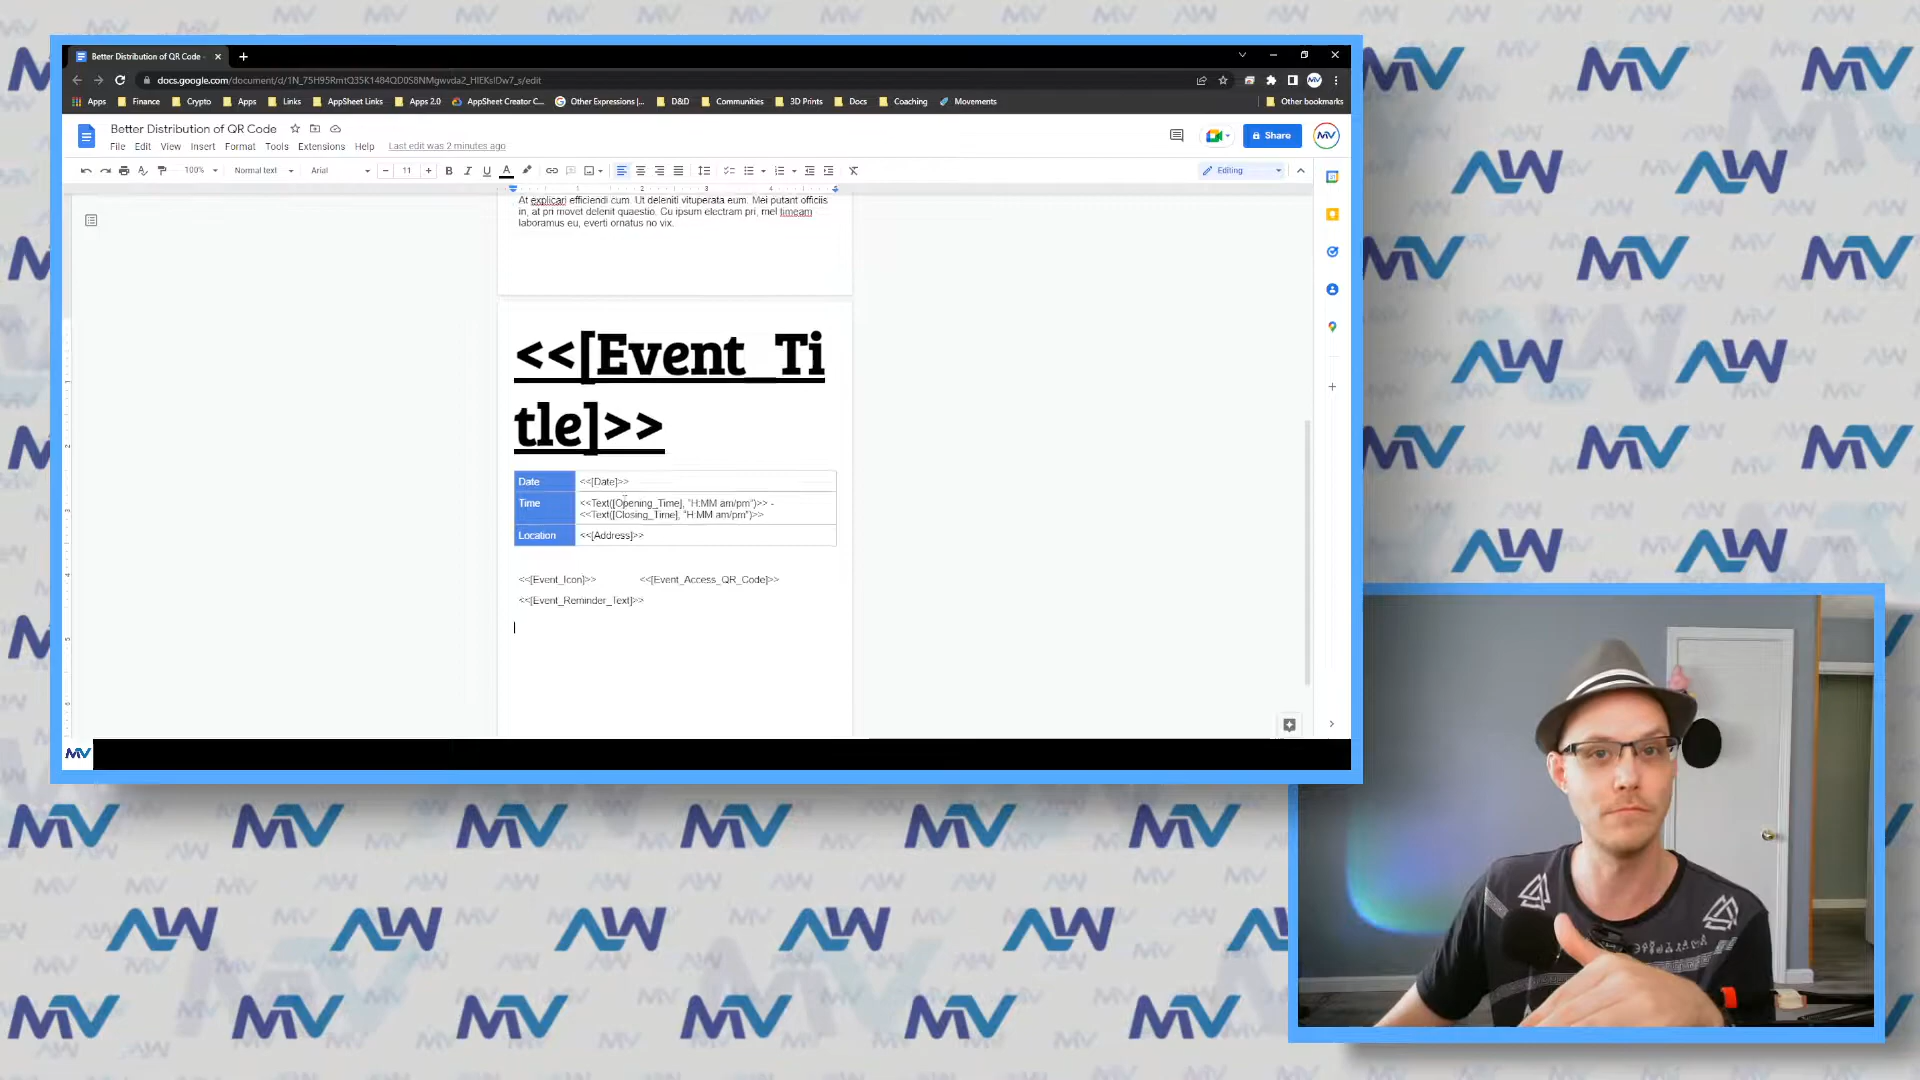 Better Distribution of QR Code -
docs.google.com/document/d/1N_75H95RmtQ35K1484QD0S8NMgwvda2_HIEKsIDw7_s/edit
Apps Finance Crypto Apps Links AppSheet Links Apps 2.0 AppSheet Creator C... Other Expressions |... D&D Communities 3D Prints Docs Coaching Movements Other bookmarks
Better Distribution of QR Code
File Edit View Insert Format Tools Extensions Help Last edit was 2 minutes ago
Share
MV
100% Normal text Arial 11 Editing
At explicari efficiendi cum. Ut deleniti vituperata eum. Mei putant officiis
in, at pri movet delenit quaestio. Cu ipsum electram pri, mel timeam
laboramus eu, everti ornatus no vix.
<<[Event_Ti
tle]>>
Date <<[Date]>>
Time <<Text([Opening_Time], "H:MM am/pm")>> -
<<Text([Closing_Time], "H:MM am/pm")>>
Location <<[Address]>>
<<[Event_Icon]>> <<[Event_Access_QR_Code]>>
<<[Event_Reminder_Text]>>
MV